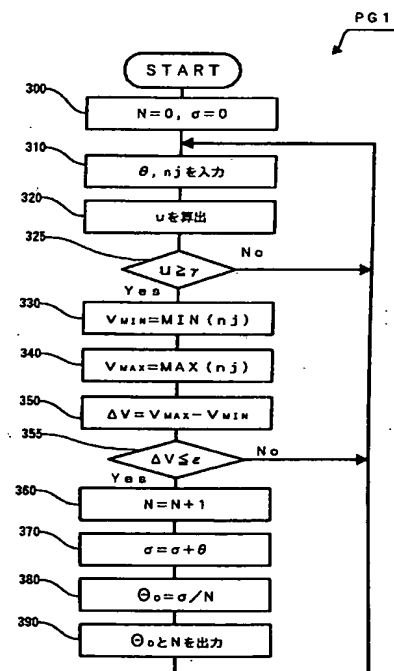 PG1
START
300
N=0, σ=0
310
θ, njを入力
320
uを算出
325
u≧γ
No
Yes
330
VMIN=MIN(nj)
340
VMAX=MAX(nj)
350
ΔV=VMAX−VMIN
355
ΔV≦ε
No
Yes
360
N=N+1
370
σ=σ+θ
380
Θo=σ/N
390
ΘoとNを出力